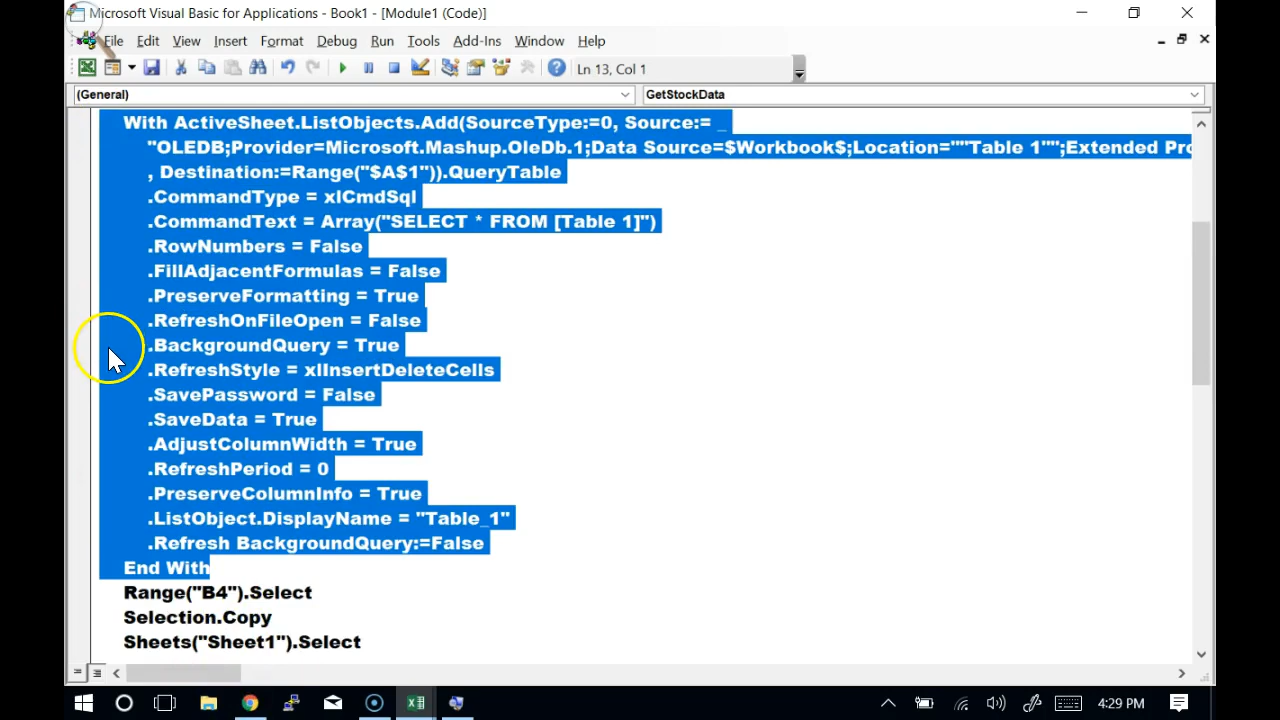 Microsoft Visual Basic for Applications - Book1 - [Module1 (Code)]
File Edit View Insert Format Debug Run Tools Add-Ins Window Help
Ln 13, Col 1
(General) GetStockData
With ActiveSheet.ListObjects.Add(SourceType:=0, Source:= _
"OLEDB;Provider=Microsoft.Mashup.OleDb.1;Data Source=$Workbook$;Location=""Table 1"";Extended Pro
, Destination:=Range("$A$1")).QueryTable
.CommandType = xlCmdSql
.CommandText = Array("SELECT * FROM [Table 1]")
.RowNumbers = False
.FillAdjacentFormulas = False
.PreserveFormatting = True
.RefreshOnFileOpen = False
.BackgroundQuery = True
.RefreshStyle = xlInsertDeleteCells
.SavePassword = False
.SaveData = True
.AdjustColumnWidth = True
.RefreshPeriod = 0
.PreserveColumnInfo = True
.ListObject.DisplayName = "Table_1"
.Refresh BackgroundQuery:=False
End With
Range("B4").Select
Selection.Copy
Sheets("Sheet1").Select
4:29 PM